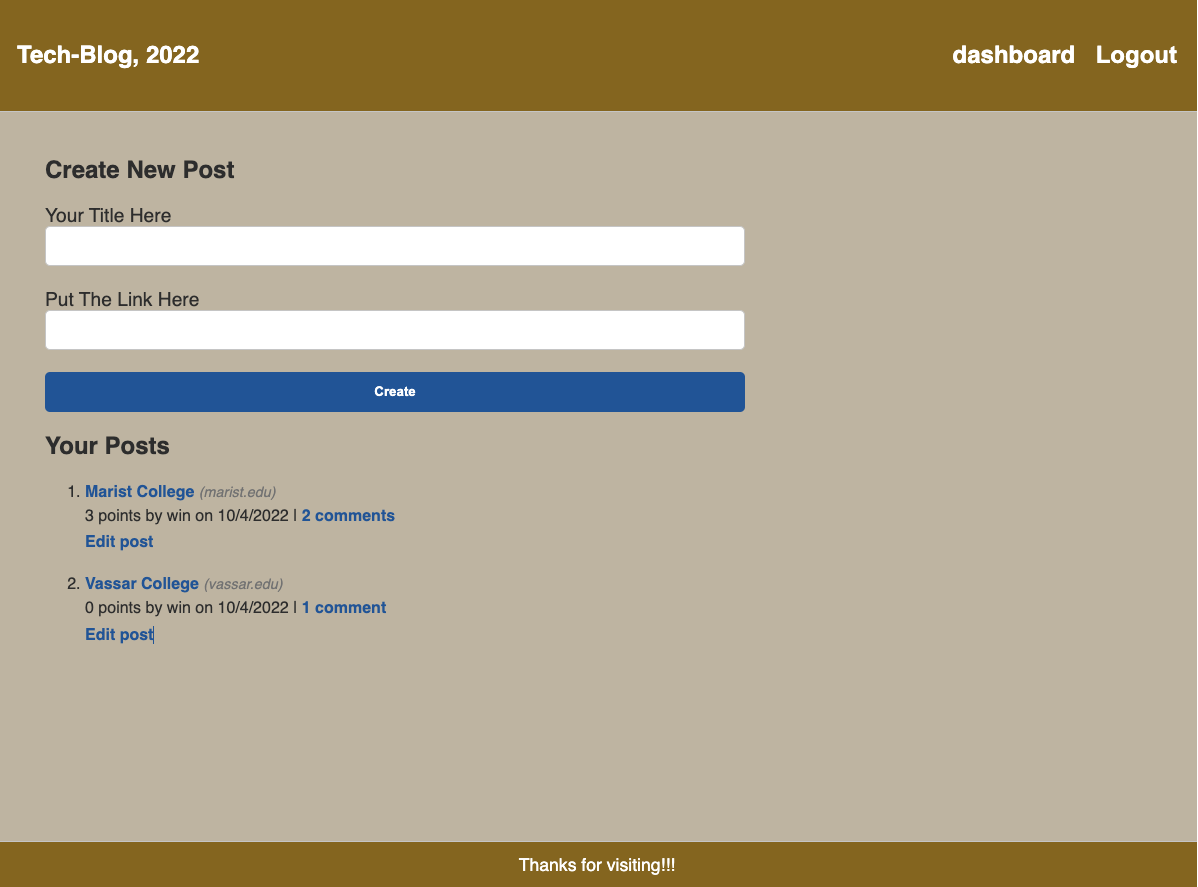 Tech-Blog, 2022 dashboard Logout
Create New Post
Your Title Here
Put The Link Here
Create
Your Posts
1. Marist College (marist.edu)
3 points by win on 10/4/2022 | 2 comments
Edit post
2. Vassar College (vassar.edu)
0 points by win on 10/4/2022 | 1 comment
Edit post
Thanks for visiting!!!